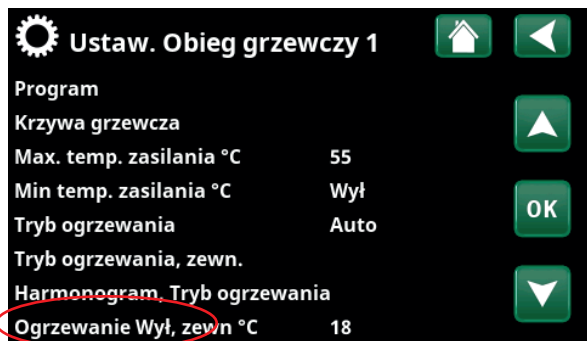 Ustaw. Obieg grzewczy 1
Program
Krzywa grzewcza
Max. temp. zasilania °C 55
Min temp. zasilania °C Wył
Tryb ogrzewania Auto
OK
Tryb ogrzewania, zewn.
Harmonogram, Tryb ogrzewania
Ogrzewanie Wył, zewn °C 18